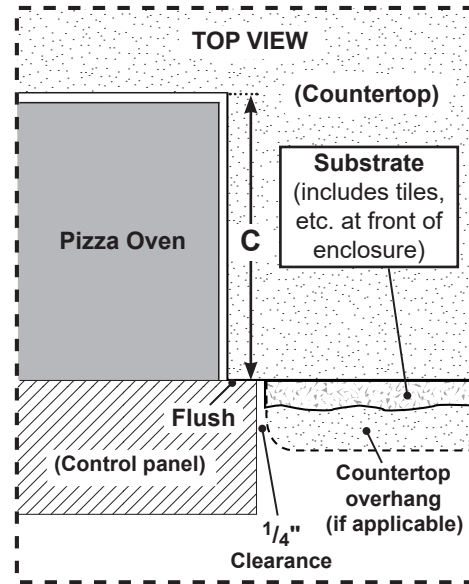 TOP VIEW
(Countertop)
Substrate
(includes tiles,
etc. at front of
enclosure)
Pizza Oven
C
Flush
(Control panel)
1/4"
Clearance
Countertop
overhang
(if applicable)